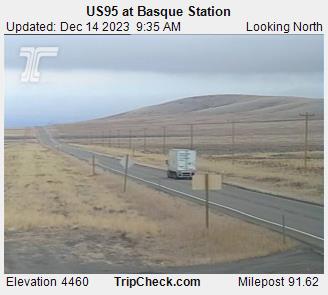 US95 at Basque Station
Updated: Dec 14 2023 9:35 AM Looking North
Elevation 4460 TripCheck.com Milepost 91.62